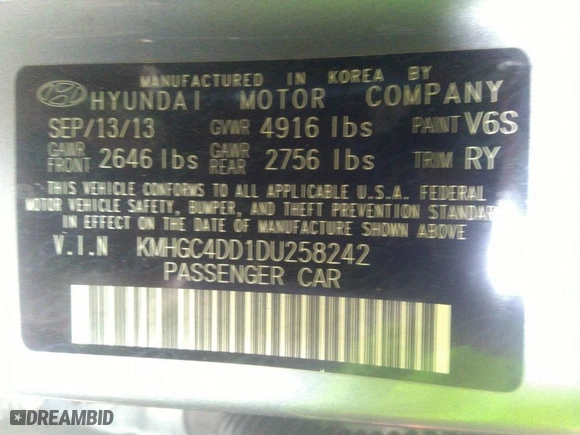 MANUFACTURED IN KOREA BY
HYUNDAI MOTOR COMPANY
SEP/13/13 GVWR 4916 lbs PAINT V6S
GAWR FRONT 2646 lbs GAWR REAR 2756 lbs TRIM RY
THIS VEHICLE CONFORMS TO ALL APPLICABLE U.S.A. FEDERAL
MOTOR VEHICLE SAFETY, BUMPER, AND THEFT PREVENTION STANDAR
IN EFFECT ON THE DATE OF MANUFACTURE SHOWN ABOVE
V.I.N KMHGC4DD1DU258242
PASSENGER CAR
DREAMBID